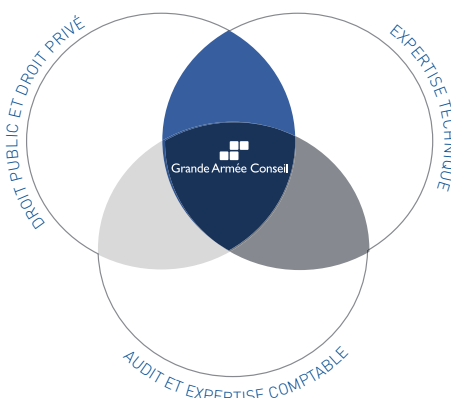 DROIT PUBLIC ET DROIT PRIVÉ
EXPERTISE TECHNIQUE
Grande Armée Conseil
AUDIT ET EXPERTISE COMPTABLE